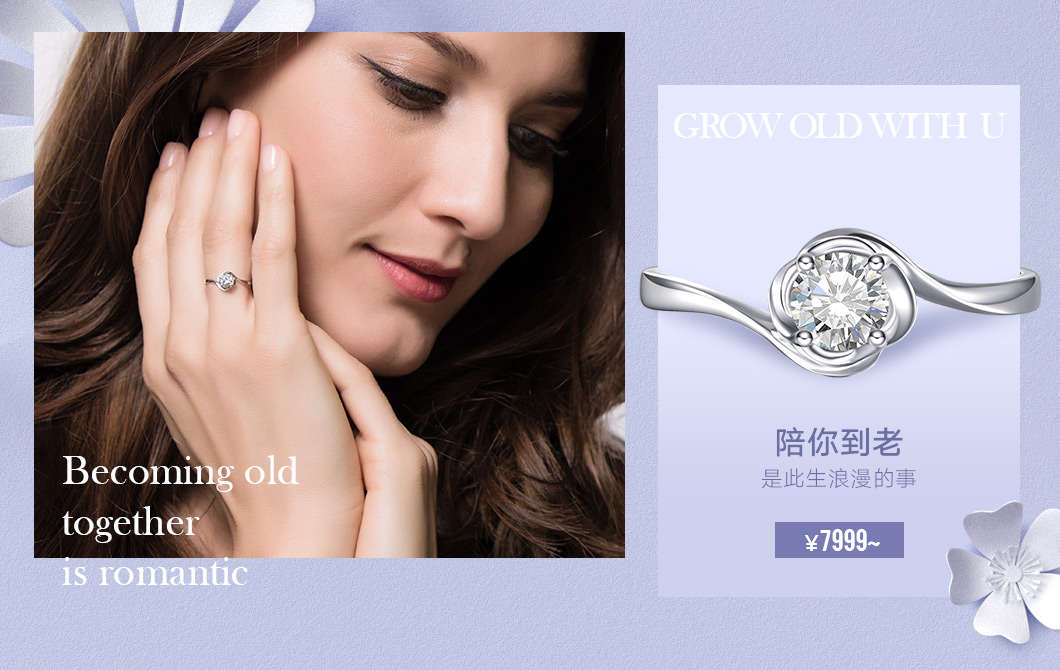 Becoming old
together
is romantic
GROW OLD WITH U
陪你到老
是此生浪漫的事
¥7999~